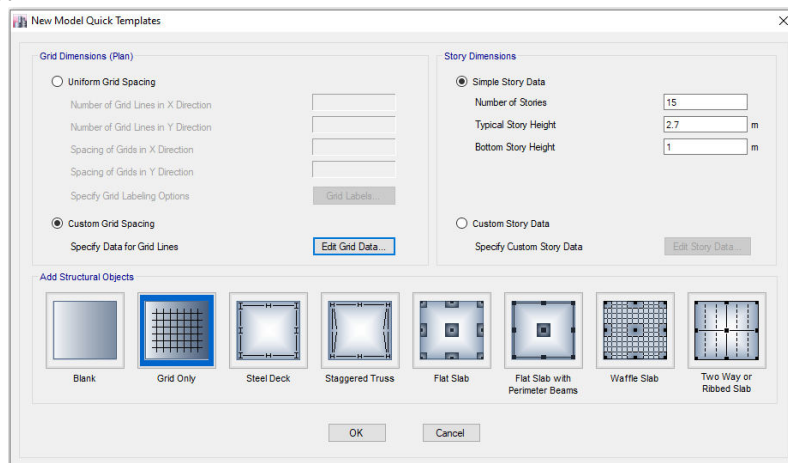 New Model Quick Templates
Grid Dimensions (Plan)
Uniform Grid Spacing
Number of Grid Lines in X Direction
Number of Grid Lines in Y Direction
Spacing of Grids in X Direction
Spacing of Grids in Y Direction
Specify Grid Labeling Options
Grid Labels...
Custom Grid Spacing
Specify Data for Grid Lines
Edit Grid Data...
Story Dimensions
Simple Story Data
Number of Stories 15
Typical Story Height 2.7 m
Bottom Story Height 1 m
Custom Story Data
Specify Custom Story Data
Edit Story Data...
Add Structural Objects
Blank
Grid Only
Steel Deck
Staggered Truss
Flat Slab
Flat Slab with
Perimeter Beams
Waffle Slab
Two Way or
Ribbed Slab
OK
Cancel